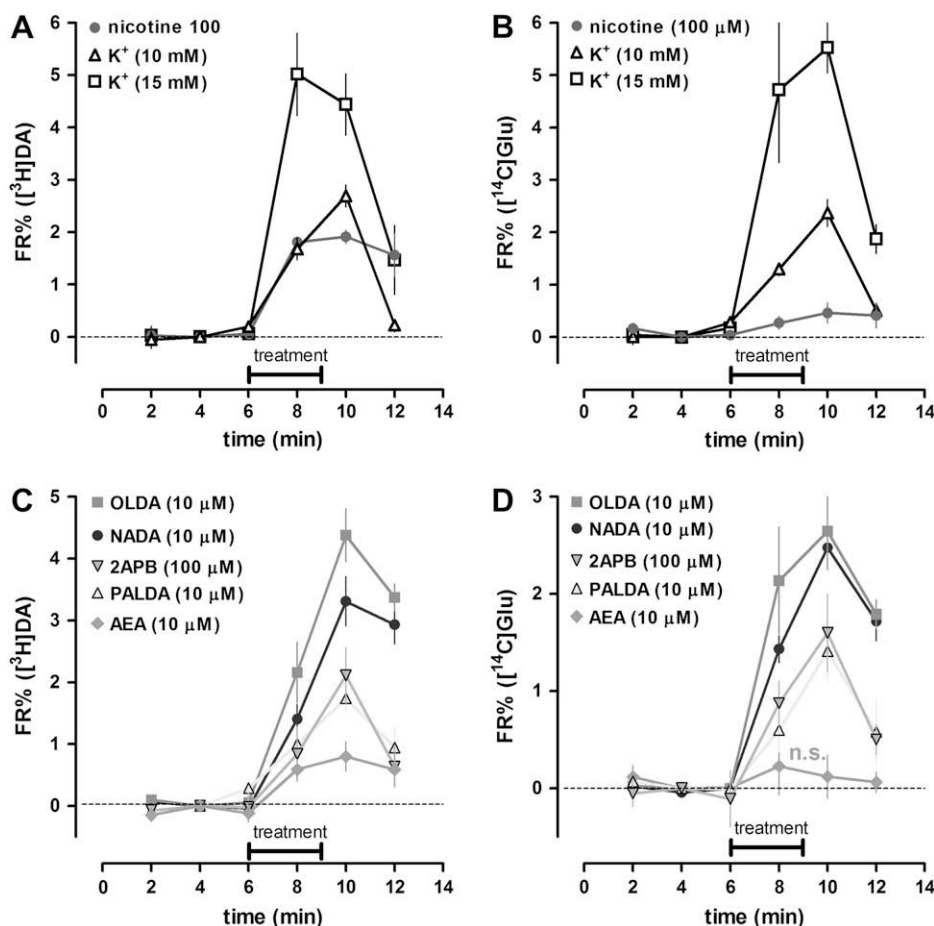 A
nicotine 100
K⁺ (10 mM)
K⁺ (15 mM)
FR% ([³H]DA)
6
5
4
3
2
1
0
treatment
0 2 4 6 8 10 12 14
time (min)
B
nicotine (100 μM)
K⁺ (10 mM)
K⁺ (15 mM)
FR% ([¹⁴C]Glu)
6
5
4
3
2
1
0
treatment
0 2 4 6 8 10 12 14
time (min)
C
OLDA (10 μM)
NADA (10 μM)
2APB (100 μM)
PALDA (10 μM)
AEA (10 μM)
FR% ([³H]DA)
5
4
3
2
1
0
treatment
0 2 4 6 8 10 12 14
time (min)
D
OLDA (10 μM)
NADA (10 μM)
2APB (100 μM)
PALDA (10 μM)
AEA (10 μM)
FR% ([¹⁴C]Glu)
3
2
1
0
n.s.
treatment
0 2 4 6 8 10 12 14
time (min)